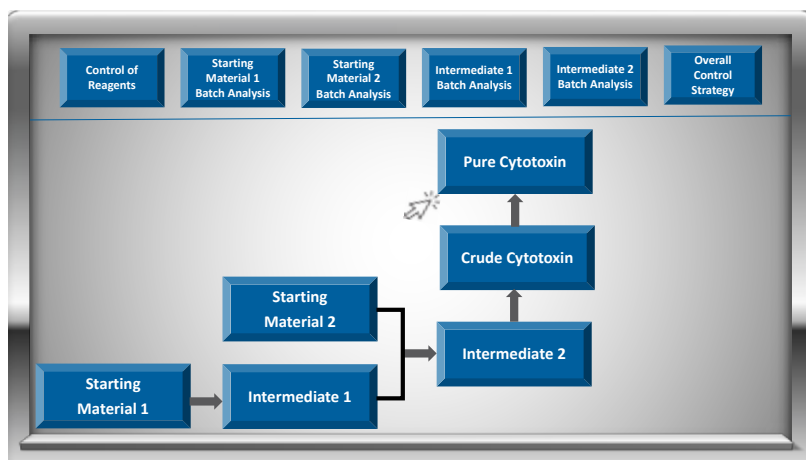 Control of
Reagents
Starting
Material 1
Batch Analysis
Starting
Material 2
Batch Analysis
Intermediate 1
Batch Analysis
Intermediate 2
Batch Analysis
Overall
Control
Strategy
Pure Cytotoxin
Crude Cytotoxin
Starting
Material 2
Intermediate 2
Starting
Material 1
Intermediate 1